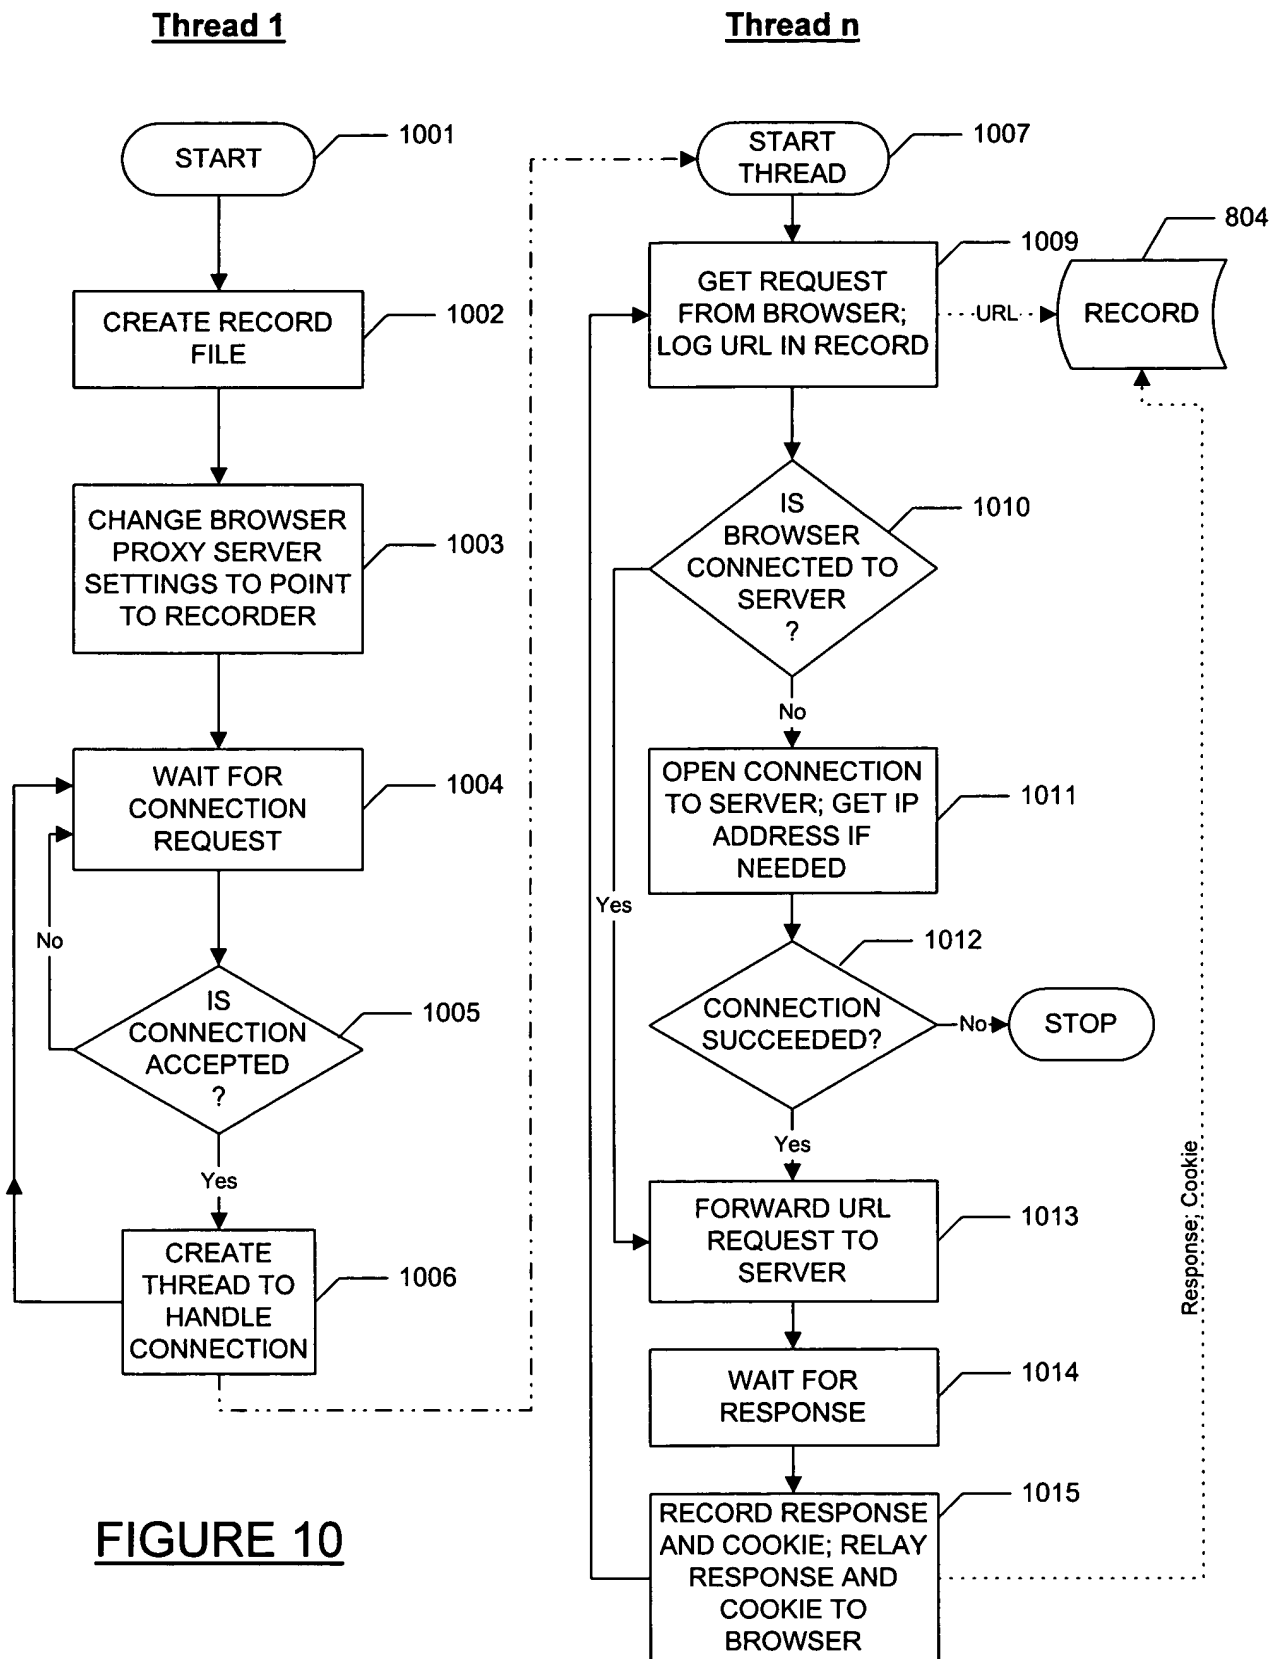 Thread 1
START
1001
CREATE RECORD
FILE
1002
CHANGE BROWSER
PROXY SERVER
SETTINGS TO POINT
TO RECORDER
1003
WAIT FOR
CONNECTION
REQUEST
1004
No
IS
CONNECTION
ACCEPTED
?
1005
Yes
CREATE
THREAD TO
HANDLE
CONNECTION
1006
Thread n
START
THREAD
1007
GET REQUEST
FROM BROWSER;
LOG URL IN RECORD
1009
URL
RECORD
804
IS
BROWSER
CONNECTED TO
SERVER
?
1010
No
Yes
OPEN CONNECTION
TO SERVER; GET IP
ADDRESS IF
NEEDED
1011
CONNECTION
SUCCEEDED?
1012
No
STOP
Yes
FORWARD URL
REQUEST TO
SERVER
1013
WAIT FOR
RESPONSE
1014
RECORD RESPONSE
AND COOKIE; RELAY
RESPONSE AND
COOKIE TO
BROWSER
1015
Response; Cookie
FIGURE 10